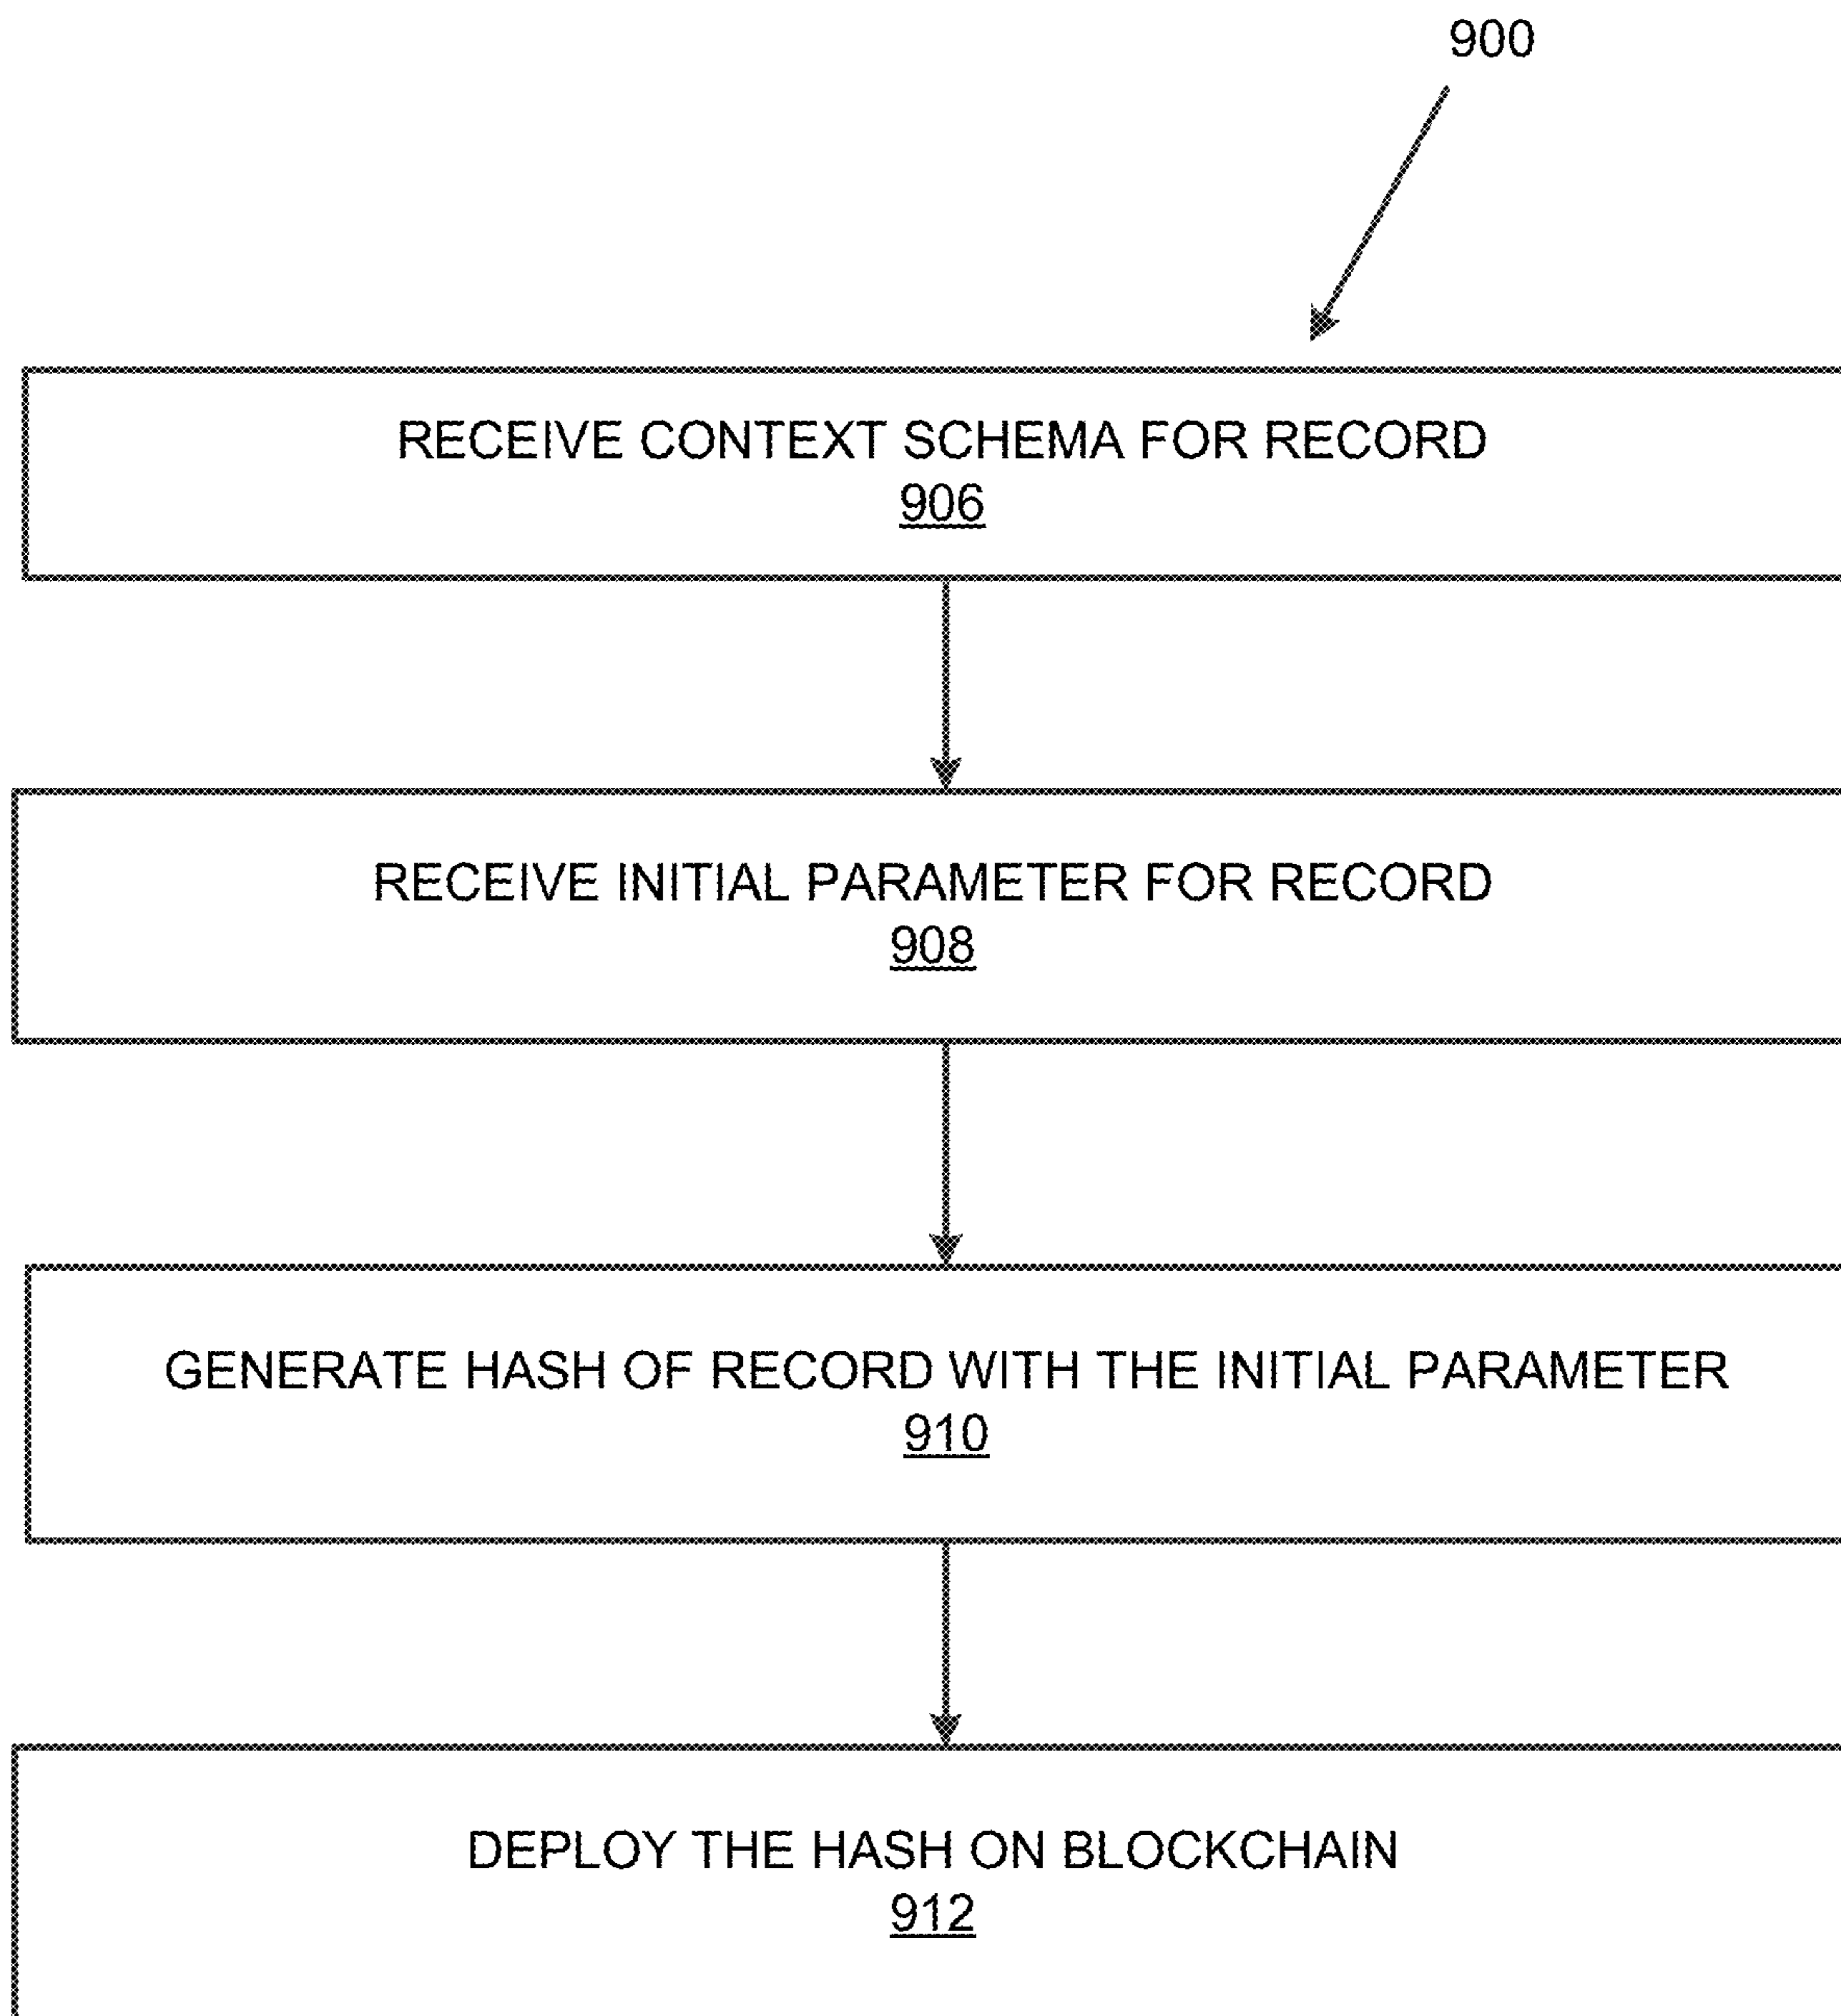 900
RECEIVE CONTEXT SCHEMA FOR RECORD
906
RECEIVE INITIAL PARAMETER FOR RECORD
908
GENERATE HASH OF RECORD WITH THE INITIAL PARAMETER
910
DEPLOY THE HASH ON BLOCKCHAIN
912